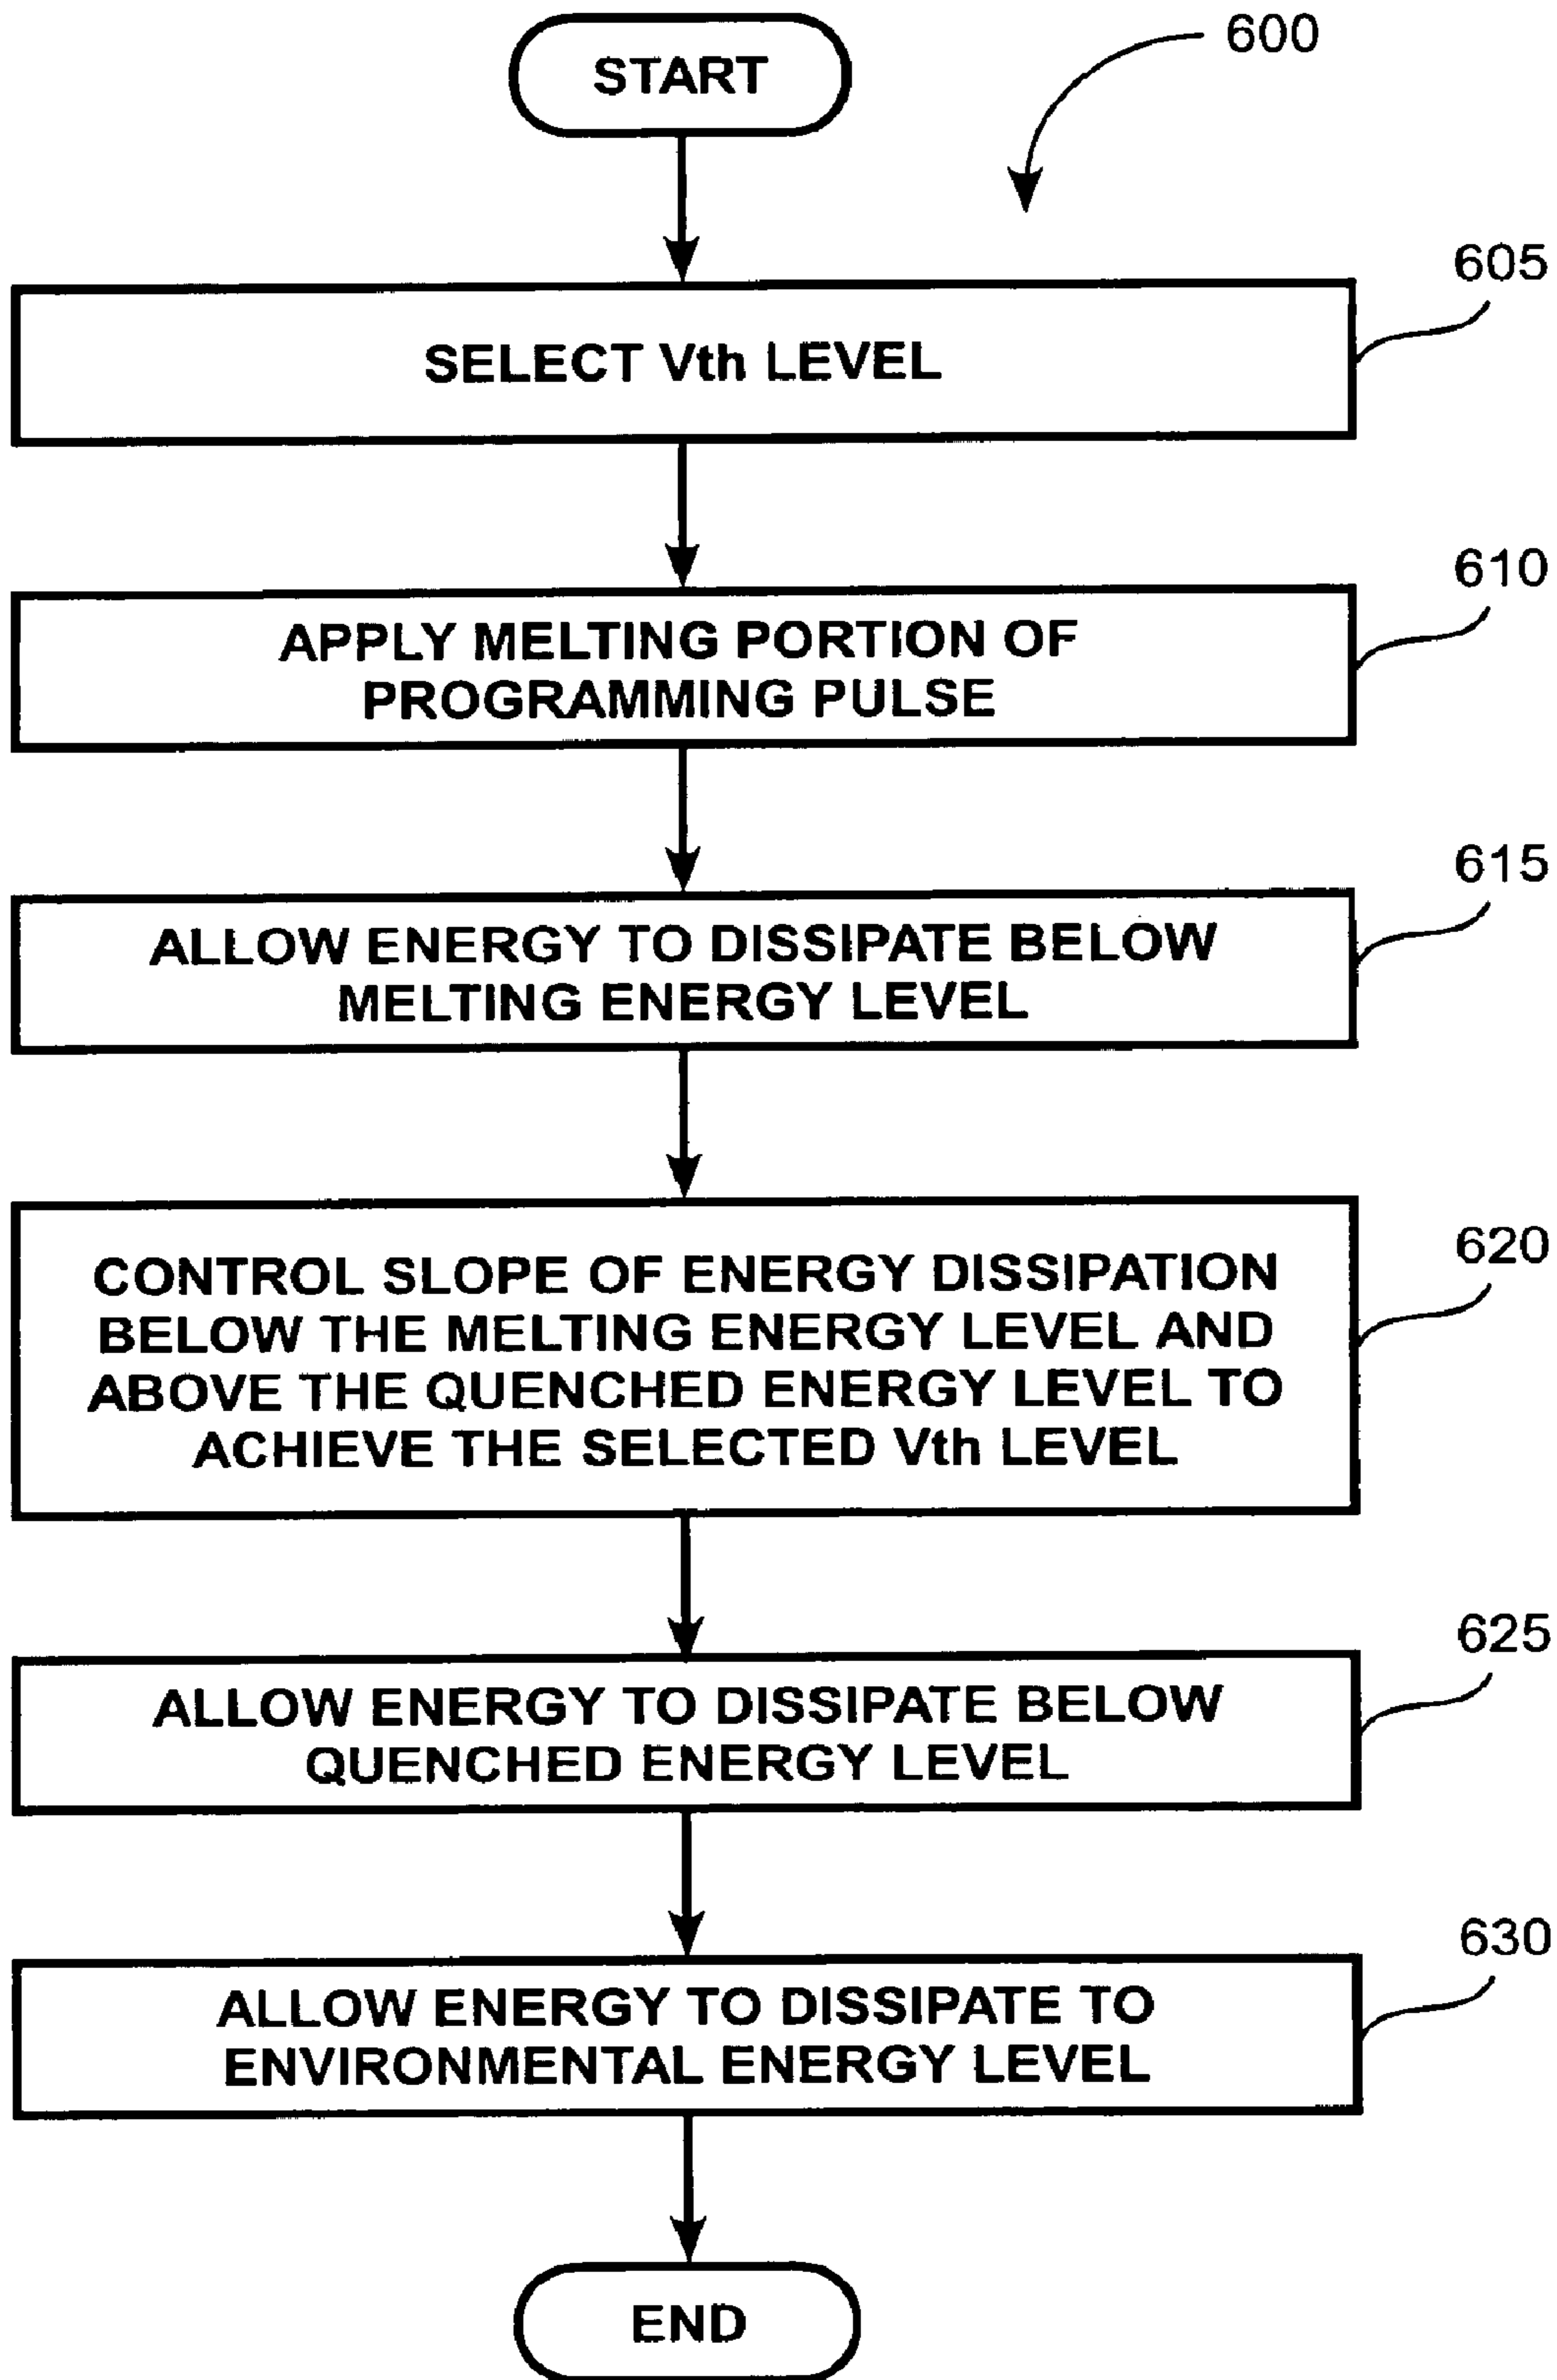 START
600
605
SELECT Vth LEVEL
610
APPLY MELTING PORTION OF
PROGRAMMING PULSE
615
ALLOW ENERGY TO DISSIPATE BELOW
MELTING ENERGY LEVEL
620
CONTROL SLOPE OF ENERGY DISSIPATION
BELOW THE MELTING ENERGY LEVEL AND
ABOVE THE QUENCHED ENERGY LEVEL TO
ACHIEVE THE SELECTED Vth LEVEL
625
ALLOW ENERGY TO DISSIPATE BELOW
QUENCHED ENERGY LEVEL
630
ALLOW ENERGY TO DISSIPATE TO
ENVIRONMENTAL ENERGY LEVEL
END